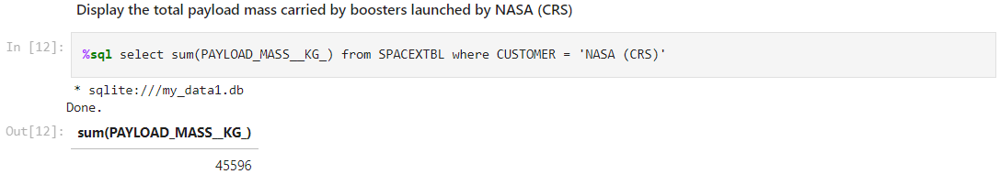 Display the total payload mass carried by boosters launched by NASA (CRS)
In [12]: %sql select sum(PAYLOAD_MASS__KG_) from SPACEXTBL where CUSTOMER = 'NASA (CRS)'
* sqlite:///my_data1.db
Done.
Out[12]: sum(PAYLOAD_MASS__KG_)
45596